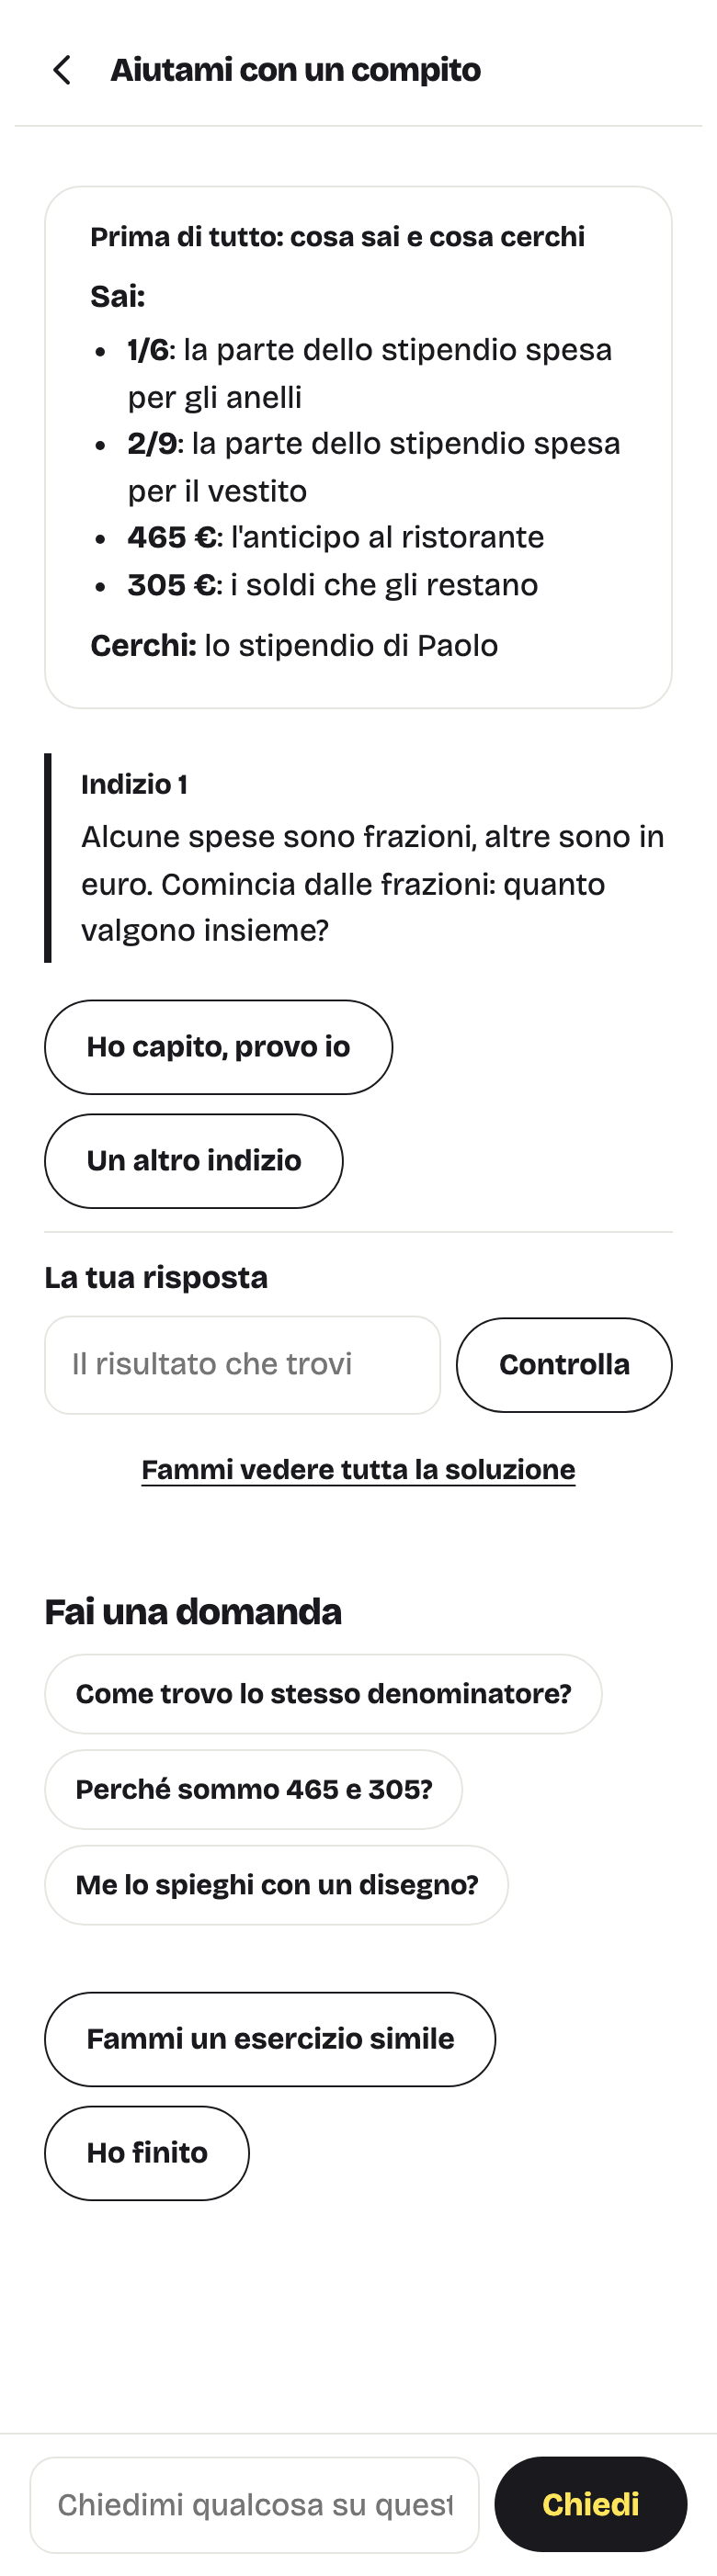 Aiutami con un compito
Prima di tutto: cosa sai e cosa cerchi
Sai:
• 1/6: la parte dello stipendio spesa
per gli anelli
• 2/9: la parte dello stipendio spesa
per il vestito
• 465 €: l'anticipo al ristorante
• 305 €: i soldi che gli restano
Cerchi: lo stipendio di Paolo
Indizio 1
Alcune spese sono frazioni, altre sono in
euro. Comincia dalle frazioni: quanto
valgono insieme?
Ho capito, provo io
Un altro indizio
La tua risposta
Il risultato che trovi
Controlla
Fammi vedere tutta la soluzione
Fai una domanda
Come trovo lo stesso denominatore?
Perché sommo 465 e 305?
Me lo spieghi con un disegno?
Fammi un esercizio simile
Ho finito
Chiedimi qualcosa su quest
Chiedi